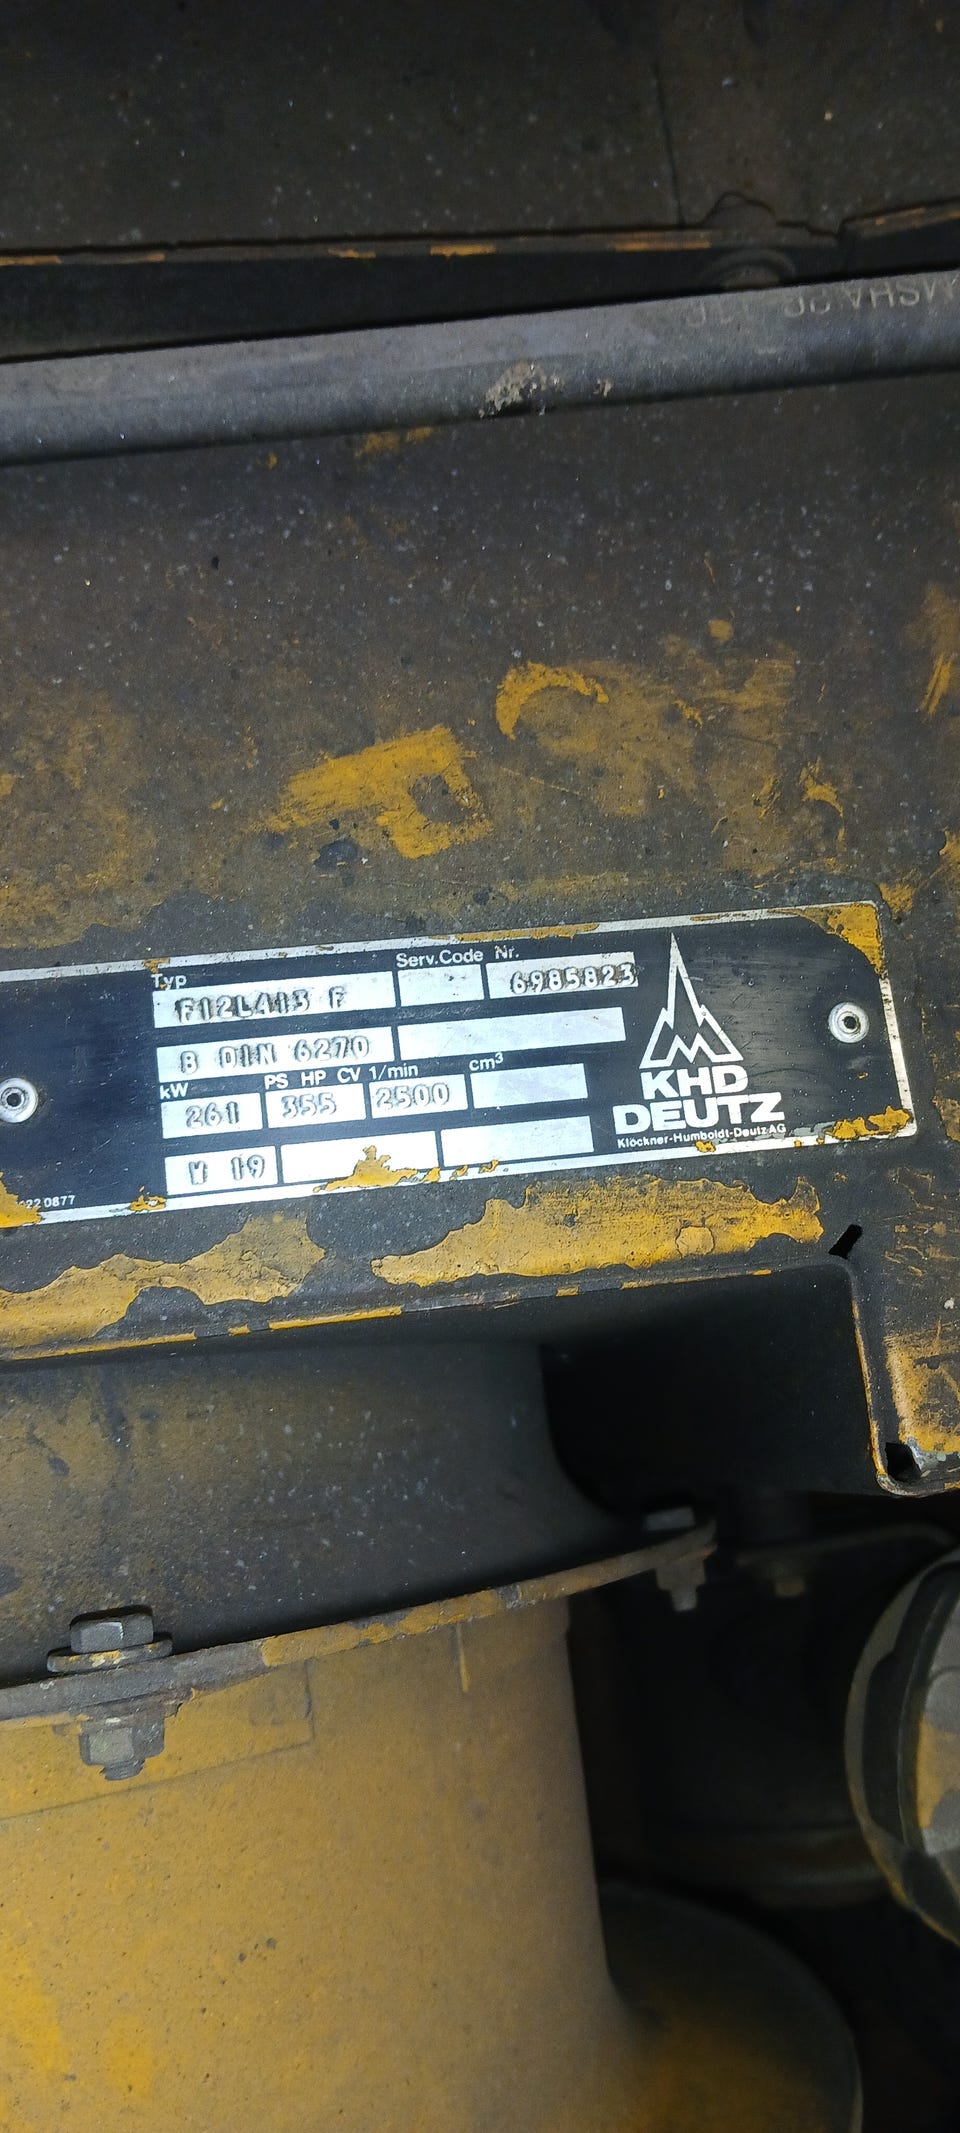 Typ Serv.Code Nr.
F12L413 F 6985823
B DIN 6270
kW PS HP CV 1/min cm³
261 355 2500
W 19
KHD
DEUTZ
Klöckner-Humboldt-Deutz AG
0877